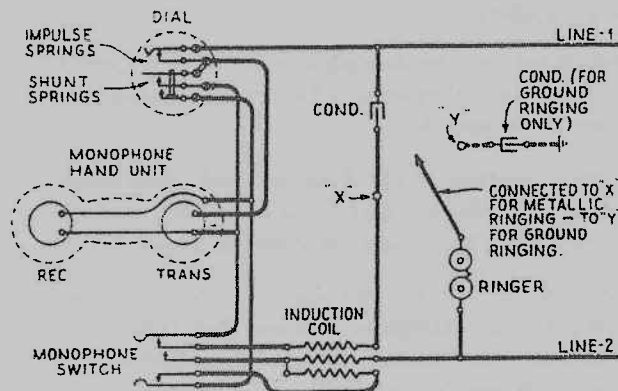 DIAL
IMPULSE
SPRINGS
SHUNT
SPRINGS
LINE-1
COND. (FOR
GROUND
RINGING
ONLY)
"Y"
COND.
MONOPHONE
HAND UNIT
"X"
CONNECTED TO "X"
FOR METALLIC
RINGING - TO "Y"
FOR GROUND
RINGING.
REC
TRANS
RINGER
INDUCTION
COIL
LINE-2
MONOPHONE
SWITCH